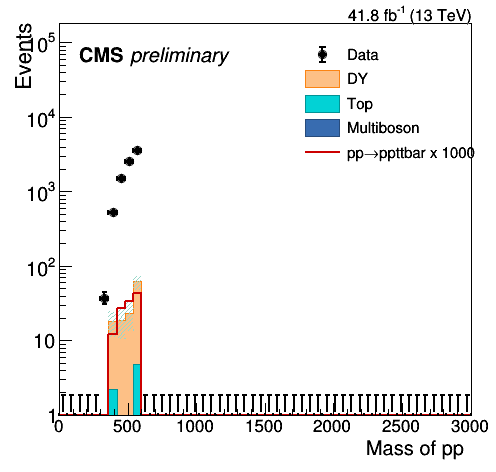 41.8 fb⁻¹ (13 TeV)
Events
CMS preliminary
Data
DY
Top
Multiboson
pp→ppttbar x 1000
10⁵
10⁴
10³
10²
10
1
0 500 1000 1500 2000 2500 3000
Mass of pp